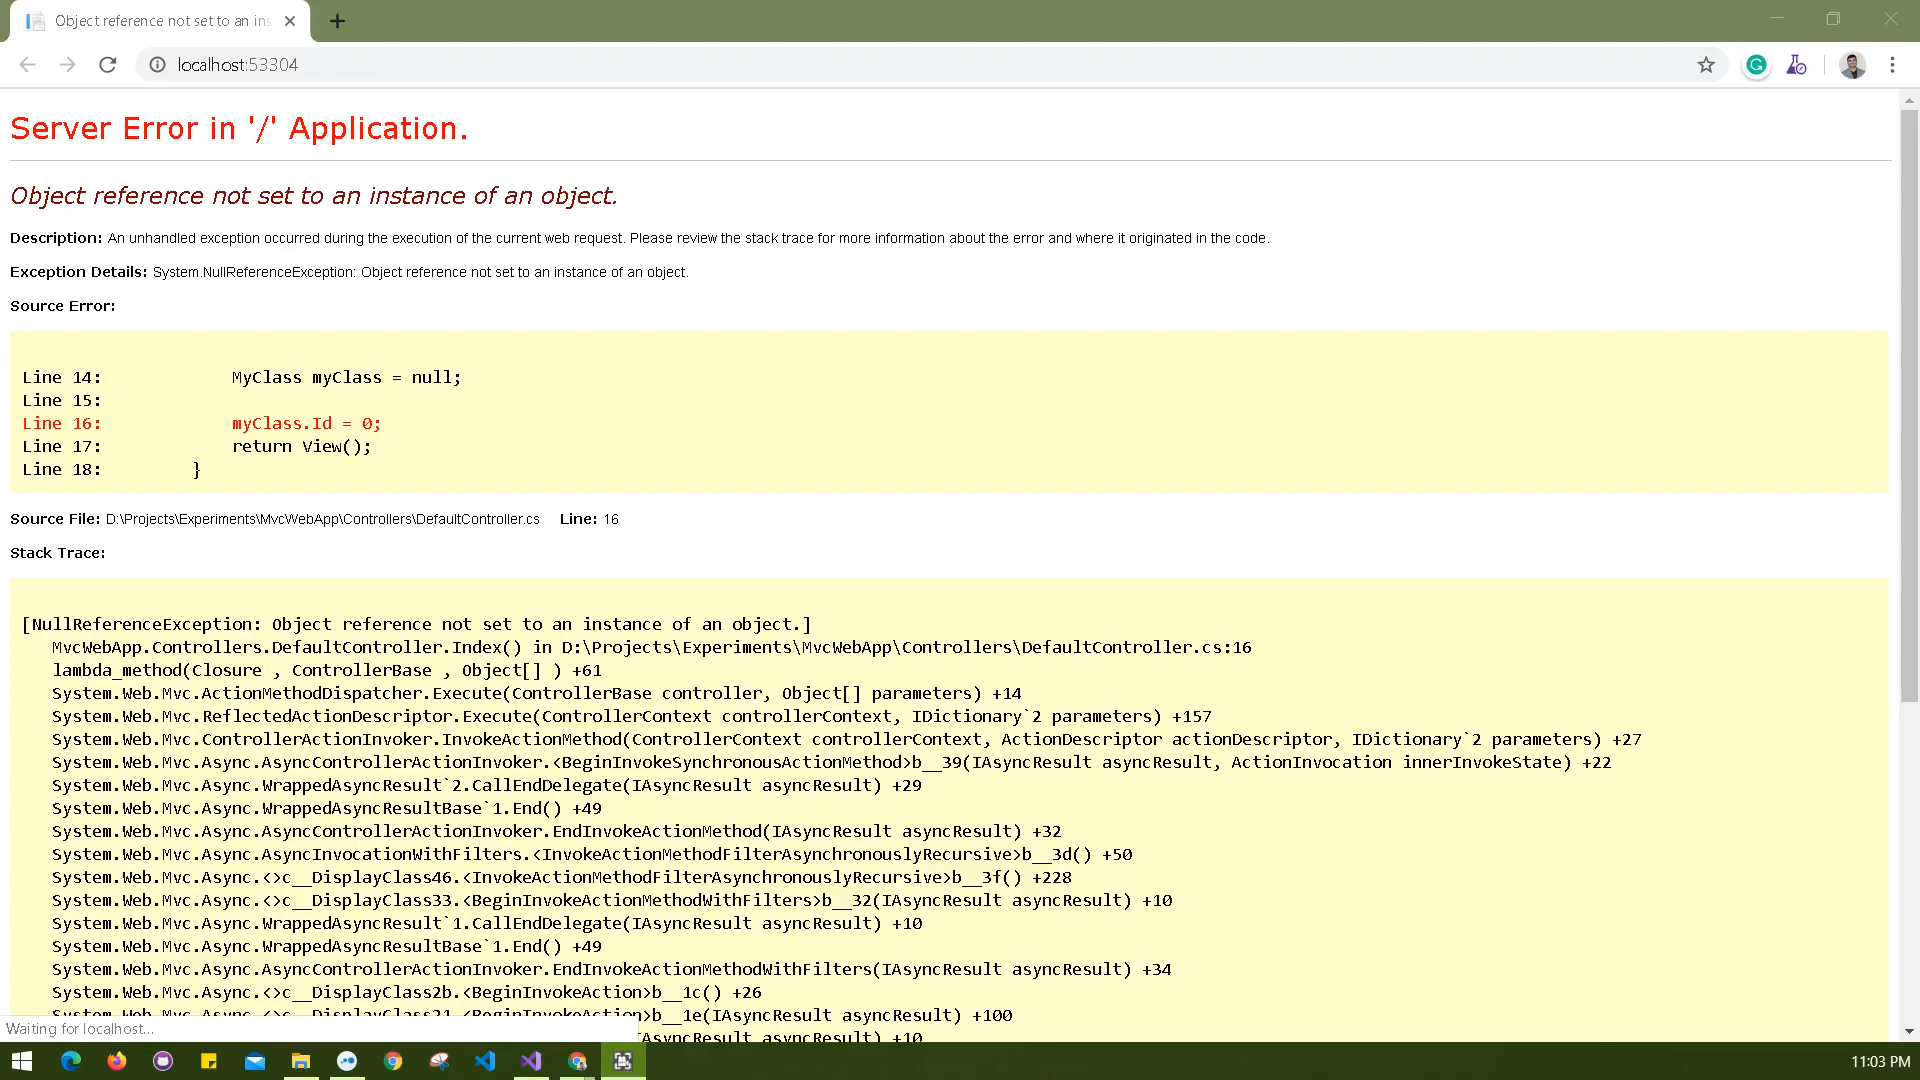 Object reference not set to an ins
localhost:53304
Server Error in '/' Application.
Object reference not set to an instance of an object.
Description: An unhandled exception occurred during the execution of the current web request. Please review the stack trace for more information about the error and where it originated in the code.
Exception Details: System.NullReferenceException: Object reference not set to an instance of an object.
Source Error:
Line 14:             MyClass myClass = null;
Line 15:
Line 16:             myClass.Id = 0;
Line 17:             return View();
Line 18:         }
Source File: D:\Projects\Experiments\MvcWebApp\Controllers\DefaultController.cs    Line: 16
Stack Trace:
[NullReferenceException: Object reference not set to an instance of an object.]
   MvcWebApp.Controllers.DefaultController.Index() in D:\Projects\Experiments\MvcWebApp\Controllers\DefaultController.cs:16
   lambda_method(Closure , ControllerBase , Object[] ) +61
   System.Web.Mvc.ActionMethodDispatcher.Execute(ControllerBase controller, Object[] parameters) +14
   System.Web.Mvc.ReflectedActionDescriptor.Execute(ControllerContext controllerContext, IDictionary`2 parameters) +157
   System.Web.Mvc.ControllerActionInvoker.InvokeActionMethod(ControllerContext controllerContext, ActionDescriptor actionDescriptor, IDictionary`2 parameters) +27
   System.Web.Mvc.Async.AsyncControllerActionInvoker.<BeginInvokeSynchronousActionMethod>b__39(IAsyncResult asyncResult, ActionInvocation innerInvokeState) +22
   System.Web.Mvc.Async.WrappedAsyncResult`2.CallEndDelegate(IAsyncResult asyncResult) +29
   System.Web.Mvc.Async.WrappedAsyncResultBase`1.End() +49
   System.Web.Mvc.Async.AsyncControllerActionInvoker.EndInvokeActionMethod(IAsyncResult asyncResult) +32
   System.Web.Mvc.Async.AsyncInvocationWithFilters.<InvokeActionMethodFilterAsynchronouslyRecursive>b__3d() +50
   System.Web.Mvc.Async.<>c__DisplayClass46.<InvokeActionMethodFilterAsynchronouslyRecursive>b__3f() +228
   System.Web.Mvc.Async.<>c__DisplayClass33.<BeginInvokeActionMethodWithFilters>b__32(IAsyncResult asyncResult) +10
   System.Web.Mvc.Async.WrappedAsyncResult`1.CallEndDelegate(IAsyncResult asyncResult) +10
   System.Web.Mvc.Async.WrappedAsyncResultBase`1.End() +49
   System.Web.Mvc.Async.AsyncControllerActionInvoker.EndInvokeActionMethodWithFilters(IAsyncResult asyncResult) +34
   System.Web.Mvc.Async.<>c__DisplayClass2b.<BeginInvokeAction>b__1c() +26
   System.Web.Mvc.Async.<>c__DisplayClass21.<BeginInvokeAction>b__1e(IAsyncResult asyncResult) +100
IAsyncResult asyncResult) +10
Waiting for localhost...
11:03 PM